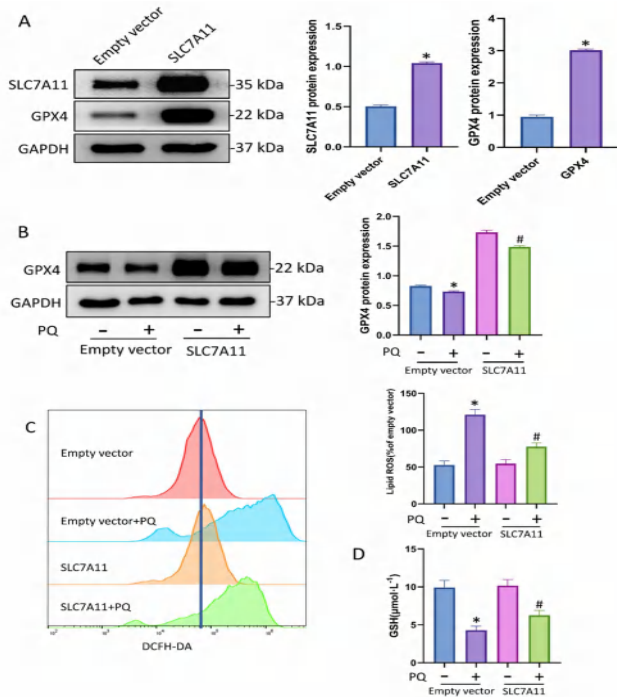 A
Empty vector
SLC7A11
SLC7A11
-35 kDa
GPX4
-22 kDa
GAPDH
-37 kDa
SLC7A11 protein expression
1.5
1.0
0.5
0.0
Empty vector
SLC7A11
GPX4 protein expression
4
3
2
1
0
Empty vector
GPX4
*
*
B
GPX4
-22 kDa
GAPDH
-37 kDa
PQ - + - +
Empty vector SLC7A11
GPX4 protein expression
2.0
1.5
1.0
0.5
0.0
* #
PQ - + - +
Empty vector SLC7A11
C
Empty vector
Empty vector+PQ
SLC7A11
SLC7A11+PQ
DCFH-DA
Lipid ROS(%of empty vector)
150
100
50
0
* #
PQ - + - +
Empty vector SLC7A11
D
GSH(μmol·L⁻¹)
15
10
5
0
* #
PQ - + - +
Empty vector SLC7A11